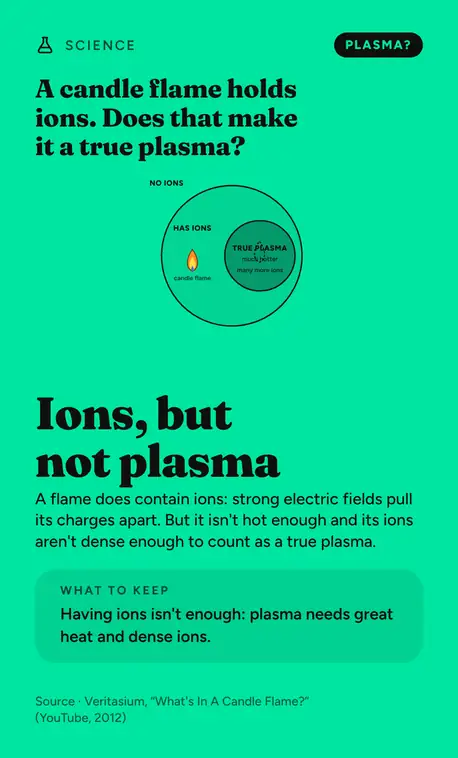 SCIENCE
PLASMA?
A candle flame holds
ions. Does that make
it a true plasma?
NO IONS
HAS IONS
TRUE PLASMA
much hotter
many more ions
candle flame
Ions, but
not plasma
A flame does contain ions: strong electric fields pull
its charges apart. But it isn't hot enough and its ions
aren't dense enough to count as a true plasma.
WHAT TO KEEP
Having ions isn't enough: plasma needs great
heat and dense ions.
Source · Veritasium, “What's In A Candle Flame?”
(YouTube, 2012)